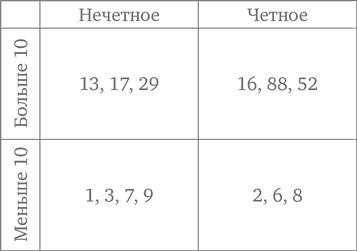 Нечетное Четное
Больше 10 13, 17, 29 16, 88, 52
Меньше 10 1, 3, 7, 9 2, 6, 8